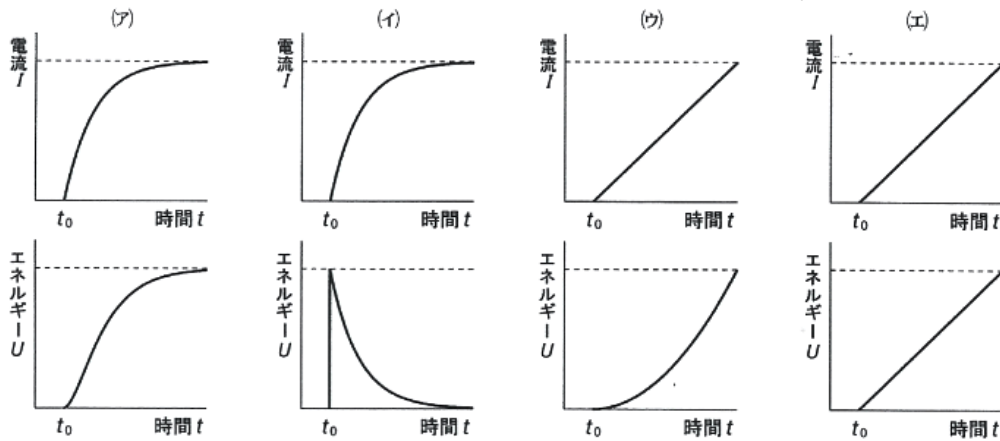 (ア)
(イ)
(ウ)
(エ)
電流 I
電流 I
電流 I
電流 I
t₀ 時間 t
t₀ 時間 t
t₀ 時間 t
t₀ 時間 t
エネルギー U
エネルギー U
エネルギー U
エネルギー U
t₀ 時間 t
t₀ 時間 t
t₀ 時間 t
t₀ 時間 t